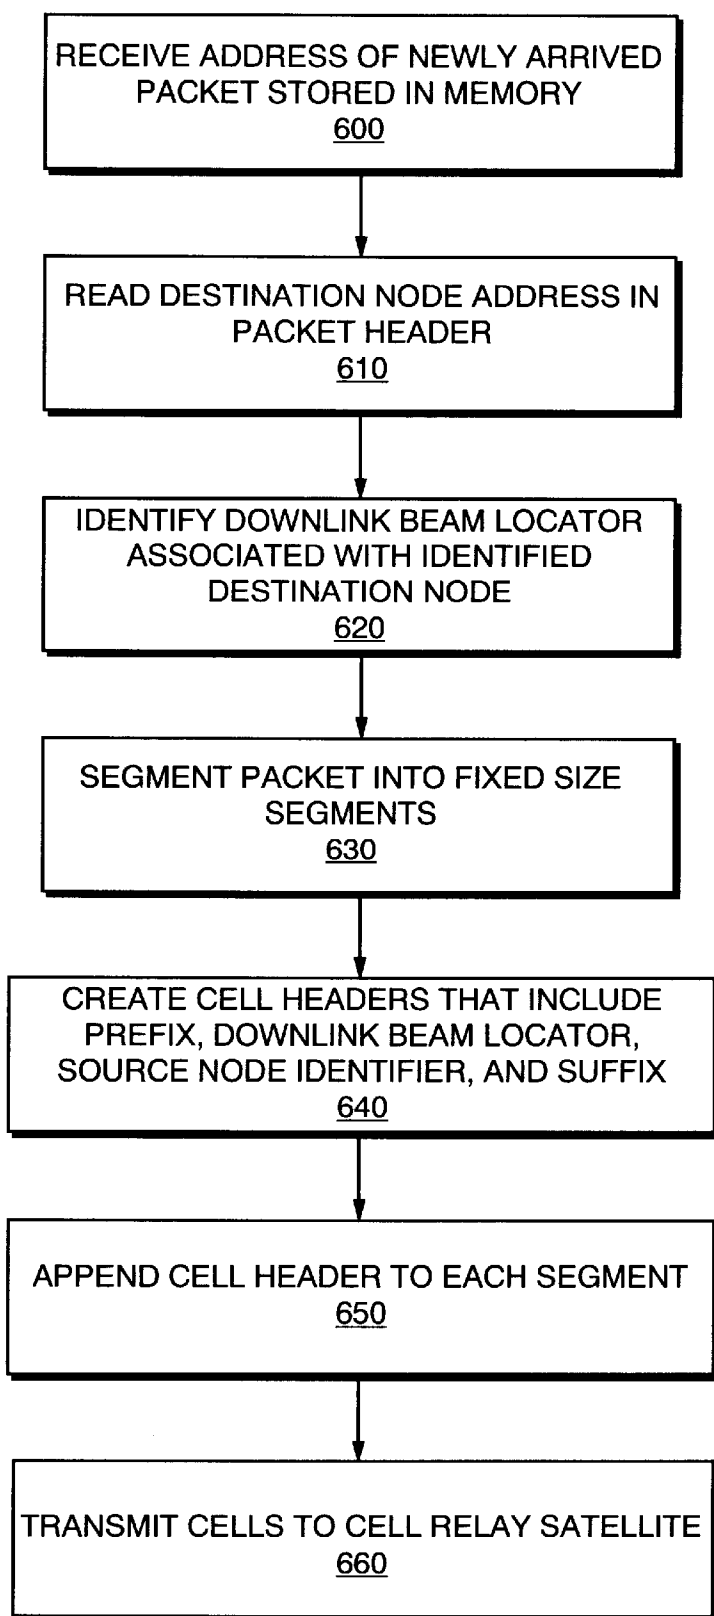 RECEIVE ADDRESS OF NEWLY ARRIVED
PACKET STORED IN MEMORY
600
READ DESTINATION NODE ADDRESS IN
PACKET HEADER
610
IDENTIFY DOWNLINK BEAM LOCATOR
ASSOCIATED WITH IDENTIFIED
DESTINATION NODE
620
SEGMENT PACKET INTO FIXED SIZE
SEGMENTS
630
CREATE CELL HEADERS THAT INCLUDE
PREFIX, DOWNLINK BEAM LOCATOR,
SOURCE NODE IDENTIFIER, AND SUFFIX
640
APPEND CELL HEADER TO EACH SEGMENT
650
TRANSMIT CELLS TO CELL RELAY SATELLITE
660